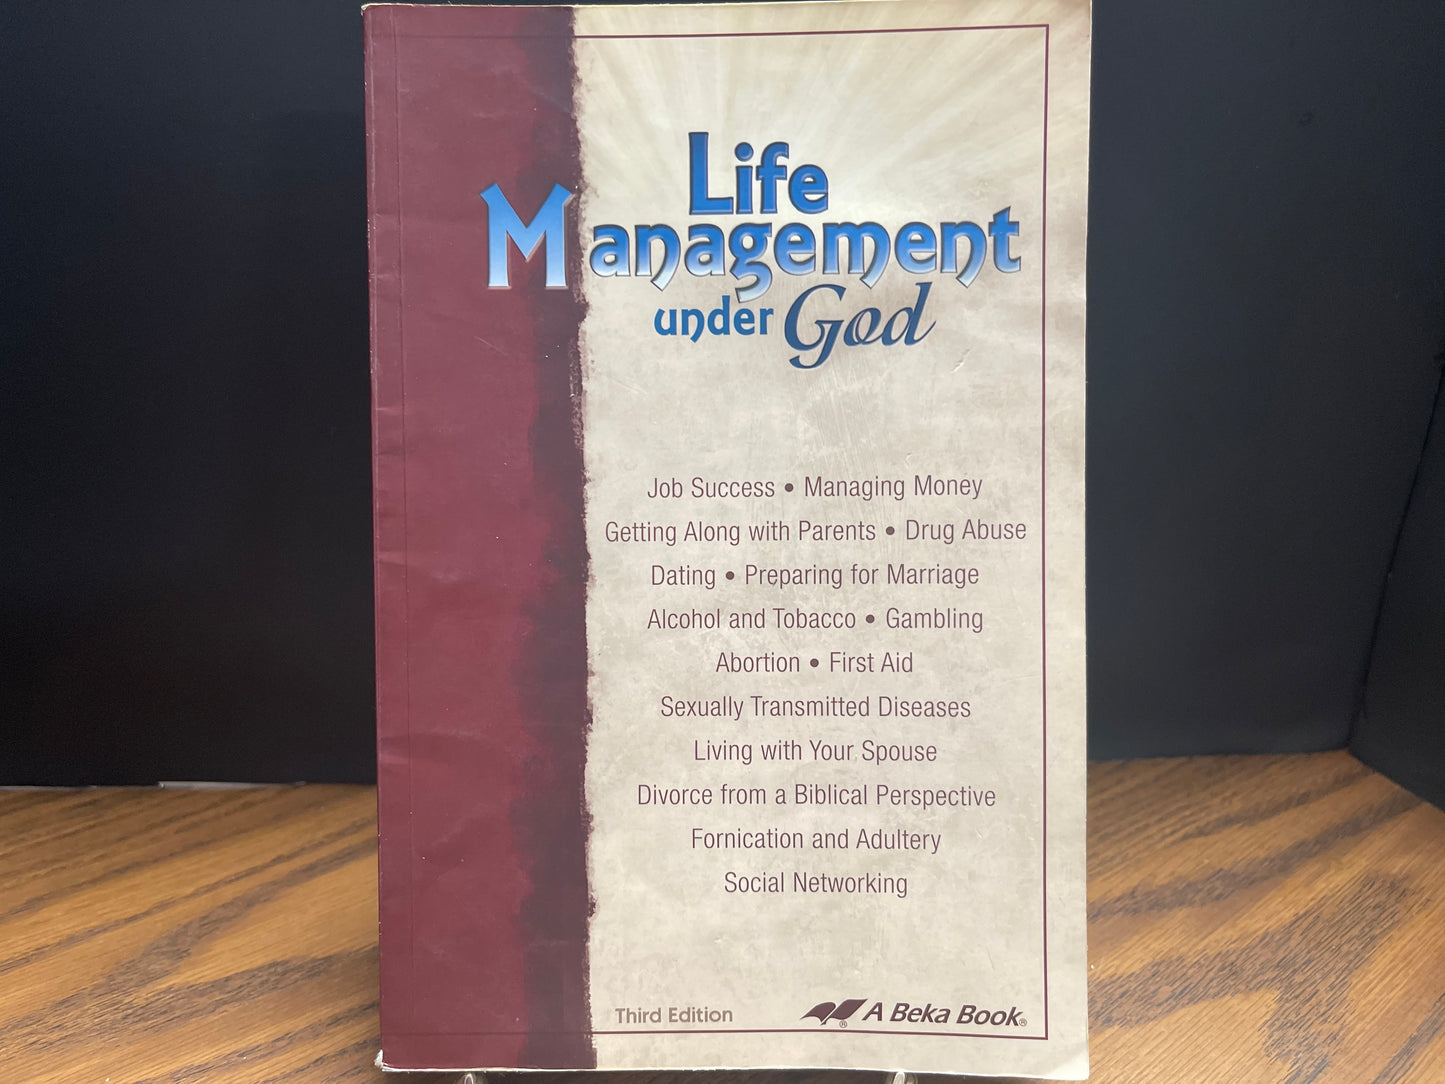 Life
Management
under God
Job Success • Managing Money
Getting Along with Parents • Drug Abuse
Dating • Preparing for Marriage
Alcohol and Tobacco • Gambling
Abortion • First Aid
Sexually Transmitted Diseases
Living with Your Spouse
Divorce from a Biblical Perspective
Fornication and Adultery
Social Networking
Third Edition
® A Beka Book®